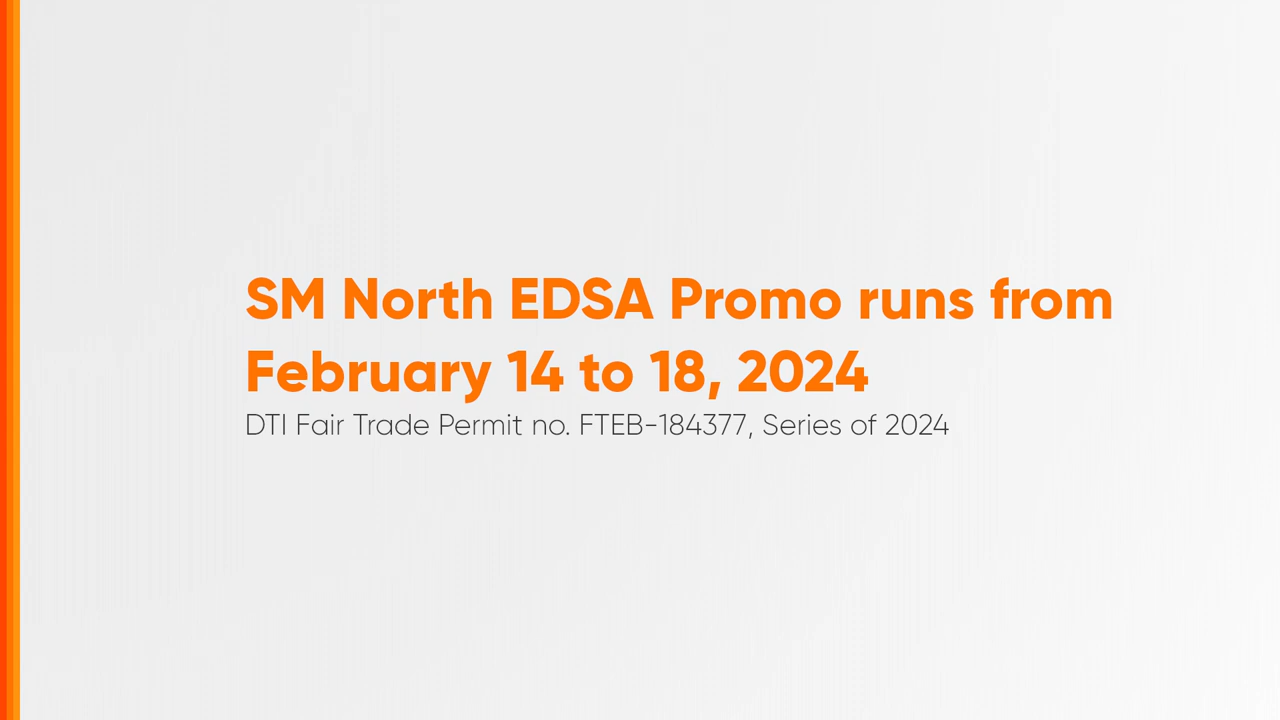 SM North EDSA Promo runs from
February 14 to 18, 2024
DTI Fair Trade Permit no. FTEB-184377, Series of 2024